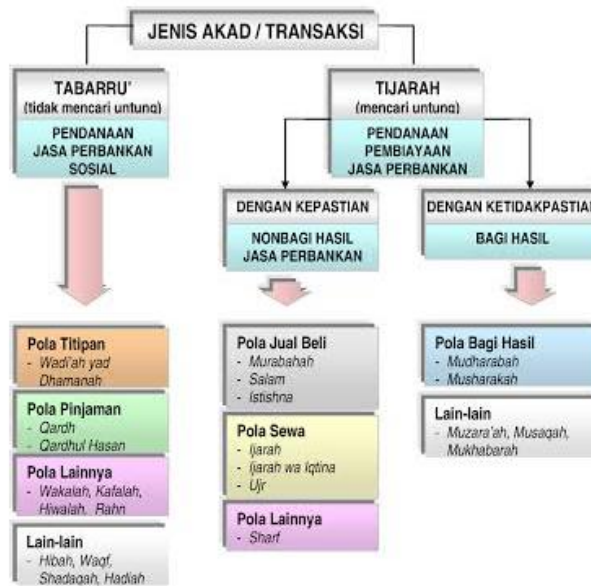 JENIS AKAD / TRANSAKSI
TABARRU'
(tidak mencari untung)
PENDANAAN
JASA PERBANKAN
SOSIAL
TIJARAH
(mencari untung)
PENDANAAN
PEMBIAYAAN
JASA PERBANKAN
DENGAN KEPASTIAN
NONBAGI HASIL
JASA PERBANKAN
DENGAN KETIDAKPASTIAN
BAGI HASIL
Pola Titipan
- Wadi'ah yad
Dhamanah
Pola Pinjaman
- Qardh
- Qardhul Hasan
Pola Lainnya
- Wakalah, Kafalah,
Hiwalah, Rahn
Lain-lain
- Hibah, Waqf,
Shadaqah, Hadiah
Pola Jual Beli
- Murabahah
- Salam
- Istishna
Pola Sewa
- Ijarah
- Ijarah wa Iqtina
- Ujr
Pola Lainnya
- Sharf
Pola Bagi Hasil
- Mudharabah
- Musharakah
Lain-lain
- Muzara'ah, Musaqah,
Mukhabarah